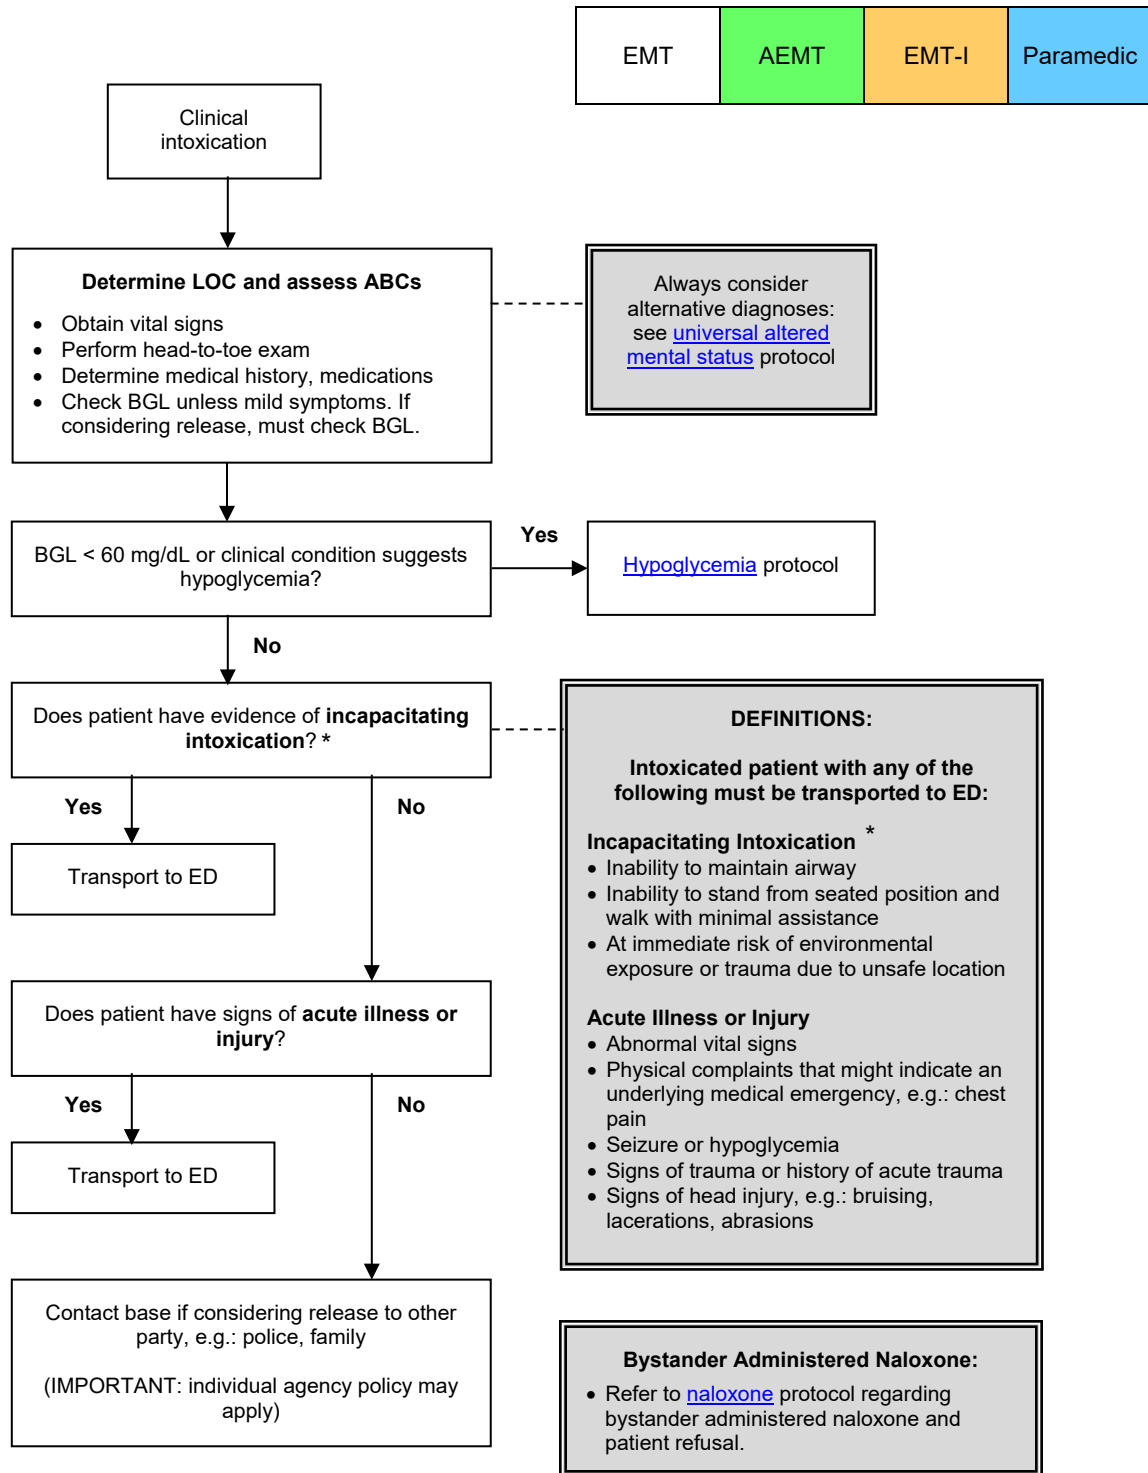 EMT AEMT EMT-I Paramedic
Clinical
intoxication
Determine LOC and assess ABCs
• Obtain vital signs
• Perform head-to-toe exam
• Determine medical history, medications
• Check BGL unless mild symptoms. If
considering release, must check BGL.
Always consider
alternative diagnoses:
see universal altered
mental status protocol
BGL < 60 mg/dL or clinical condition suggests
hypoglycemia?
Yes
Hypoglycemia protocol
No
Does patient have evidence of incapacitating
intoxication? *
Yes
No
Transport to ED
Does patient have signs of acute illness or
injury?
Yes
No
Transport to ED
Contact base if considering release to other
party, e.g.: police, family
(IMPORTANT: individual agency policy may
apply)
DEFINITIONS:
Intoxicated patient with any of the
following must be transported to ED:
Incapacitating Intoxication *
• Inability to maintain airway
• Inability to stand from seated position and
walk with minimal assistance
• At immediate risk of environmental
exposure or trauma due to unsafe location
Acute Illness or Injury
• Abnormal vital signs
• Physical complaints that might indicate an
underlying medical emergency, e.g.: chest
pain
• Seizure or hypoglycemia
• Signs of trauma or history of acute trauma
• Signs of head injury, e.g.: bruising,
lacerations, abrasions
Bystander Administered Naloxone:
• Refer to naloxone protocol regarding
bystander administered naloxone and
patient refusal.